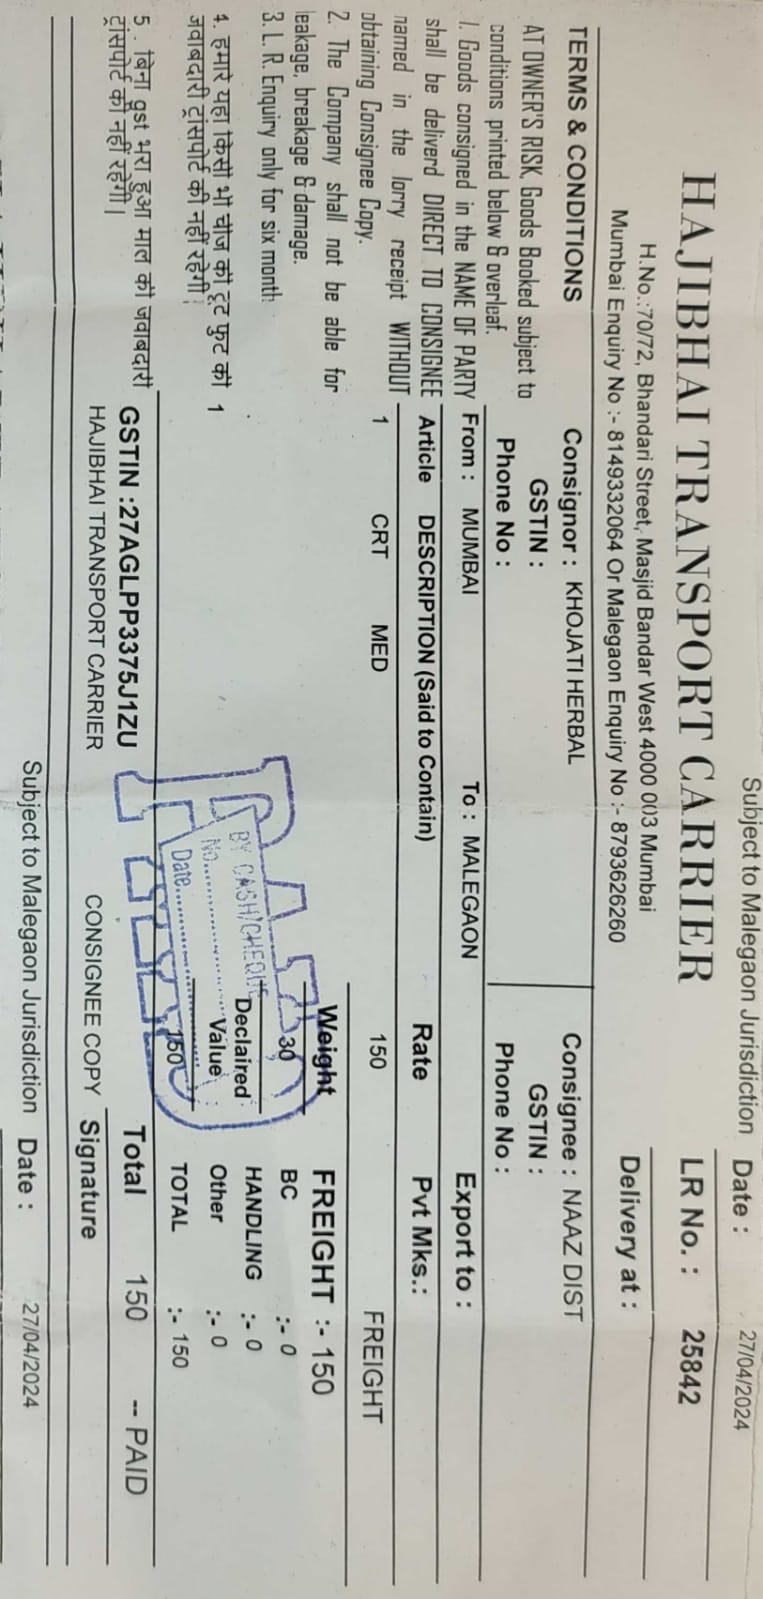 Subject to Malegaon Jurisdiction Date : 27/04/2024
HAJIBHAI TRANSPORT CARRIER
LR No. : 25842
H.No.:70/72, Bhandari Street, Masjid Bandar West 4000 003 Mumbai
Mumbai Enquiry No :- 8149332064 Or Malegaon Enquiry No :- 8793626260
Delivery at :
TERMS & CONDITIONS
AT OWNER'S RISK, Goods Booked subject to
conditions printed below & overleaf.
1. Goods consigned in the NAME OF PARTY
shall be deliverd DIRECT TO CONSIGNEE
named in the lorry receipt WITHOUT
obtaining Consignee Copy.
2. The Company shall not be able for
leakage, breakage & damage.
3. L. R. Enquiry only for six month.
4. हमारे यहा किसी भी चीज की टूट फुट की
जवाबदारी ट्रांसपोर्ट की नहीं रहेगी।
5. बिना gst भरा हुआ माल की जवाबदारी
ट्रांसपोर्ट की नहीं रहेगी।
Consignor : KHOJATI HERBAL
GSTIN :
Phone No :
Consignee : NAAZ DIST
GSTIN :
Phone No :
From : MUMBAI To : MALEGAON Export to :
Article DESCRIPTION (Said to Contain) Rate Pvt Mks.:
1 CRT MED 150 FREIGHT
Weight FREIGHT :- 150
30 BC :- 0
Declaired HANDLING :- 0
Value : Other :- 0
1 150 TOTAL :- 150
PAID
BY CASH/CHEQUE
No.
Date
GSTIN :27AGLPP3375J1ZU Total 150 -- PAID
HAJIBHAI TRANSPORT CARRIER CONSIGNEE COPY Signature
Subject to Malegaon Jurisdiction Date : 27/04/2024